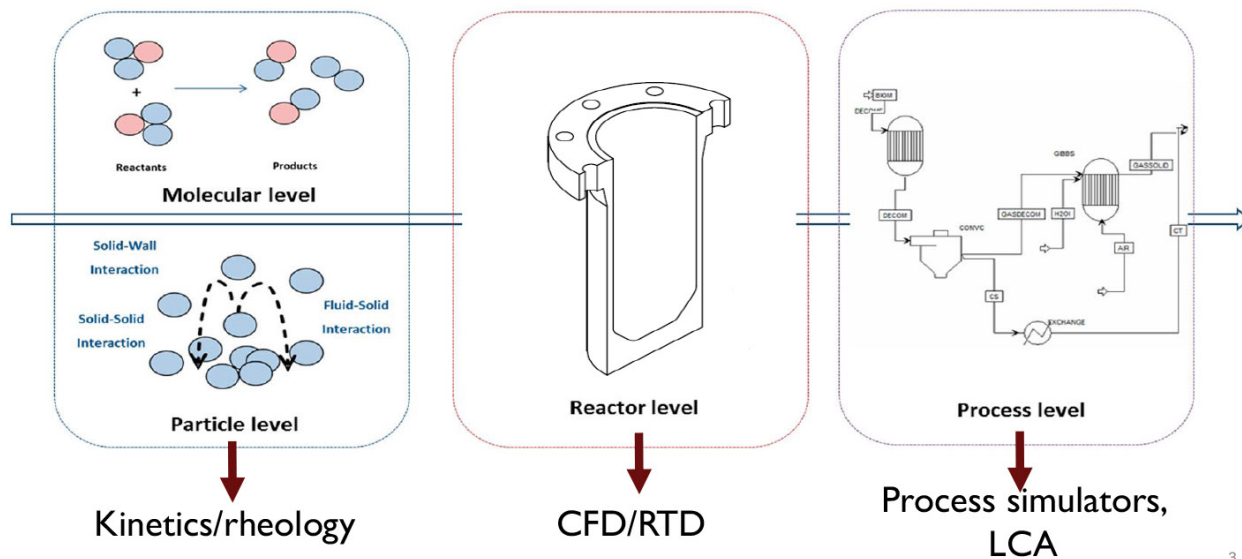 +
Reactants
Products
Molecular level
Solid-Wall
Interaction
Solid-Solid
Interaction
Fluid-Solid
Interaction
Particle level
Kinetics/rheology
Reactor level
CFD/RTD
BIOM
DECOMP
DECOM
CONVC
GASDECOM
H2OI
GIBBS
GASSOLID
AIR
CT
CS
EXCHANGE
Process level
Process simulators,
LCA
3